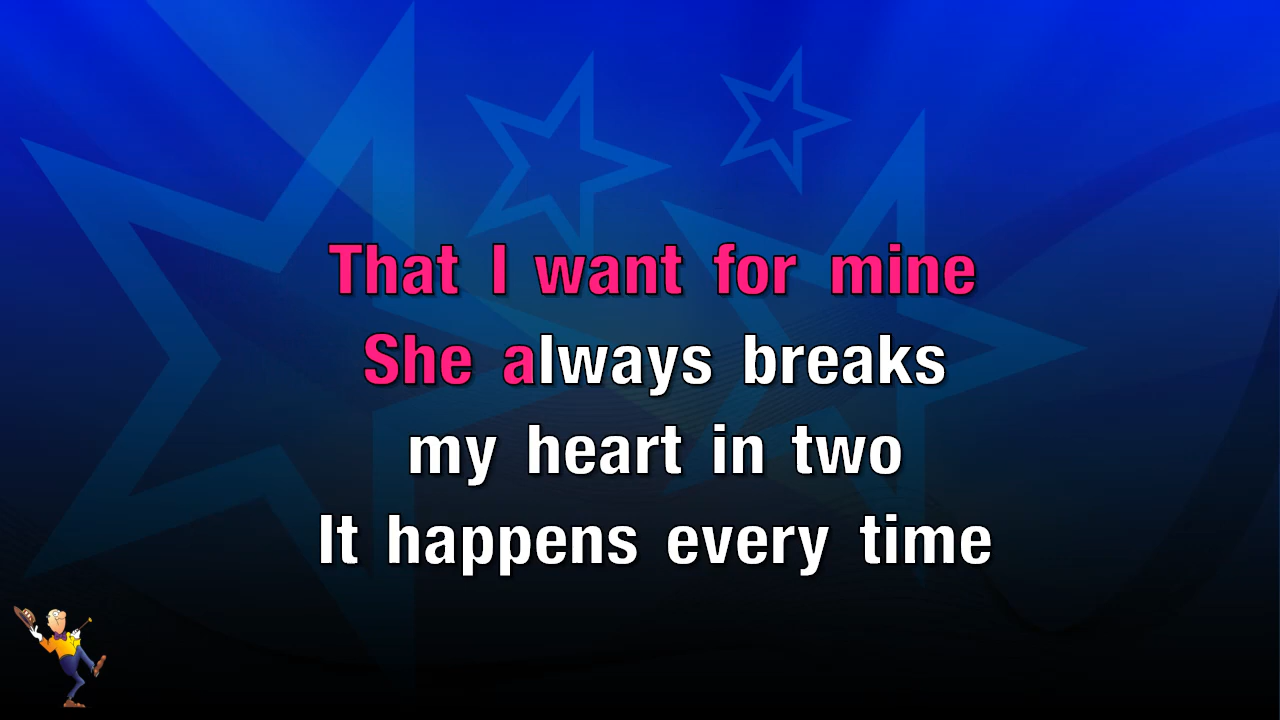 That I want for mine
She always breaks
my heart in two
It happens every time